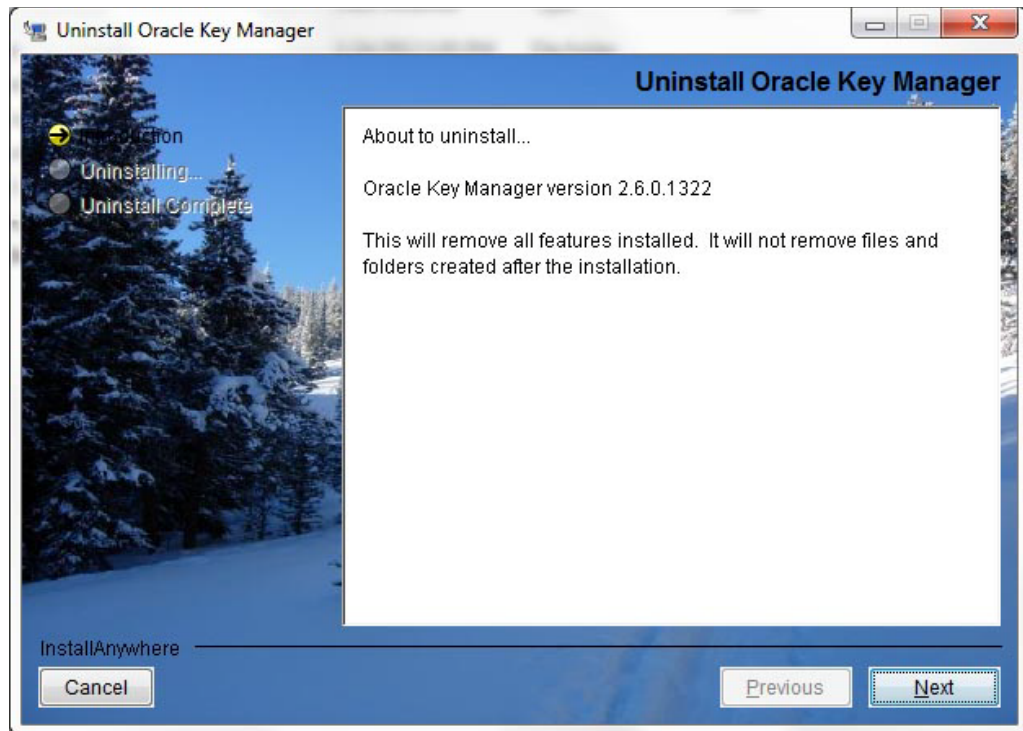 Uninstall Oracle Key Manager
Uninstall Oracle Key Manager
Introduction
Uninstalling...
Uninstall Complete
About to uninstall...
Oracle Key Manager version 2.6.0.1322
This will remove all features installed. It will not remove files and
folders created after the installation.
InstallAnywhere
Cancel
Previous
Next